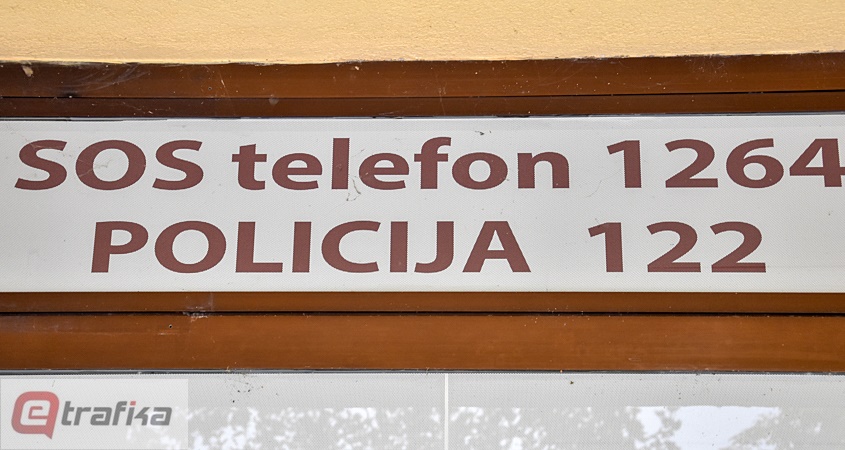 SOS telefon 1264
POLICIJA 122
etrafika